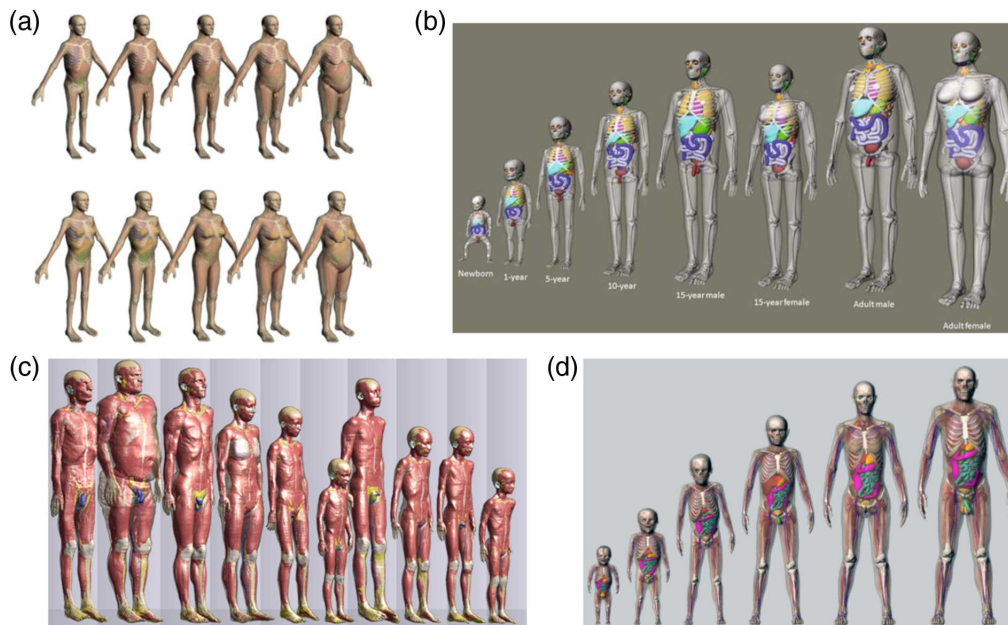 (a)
(b)
Newborn
1-year
5-year
10-year
15-year male
15-year female
Adult male
Adult female
(c)
(d)